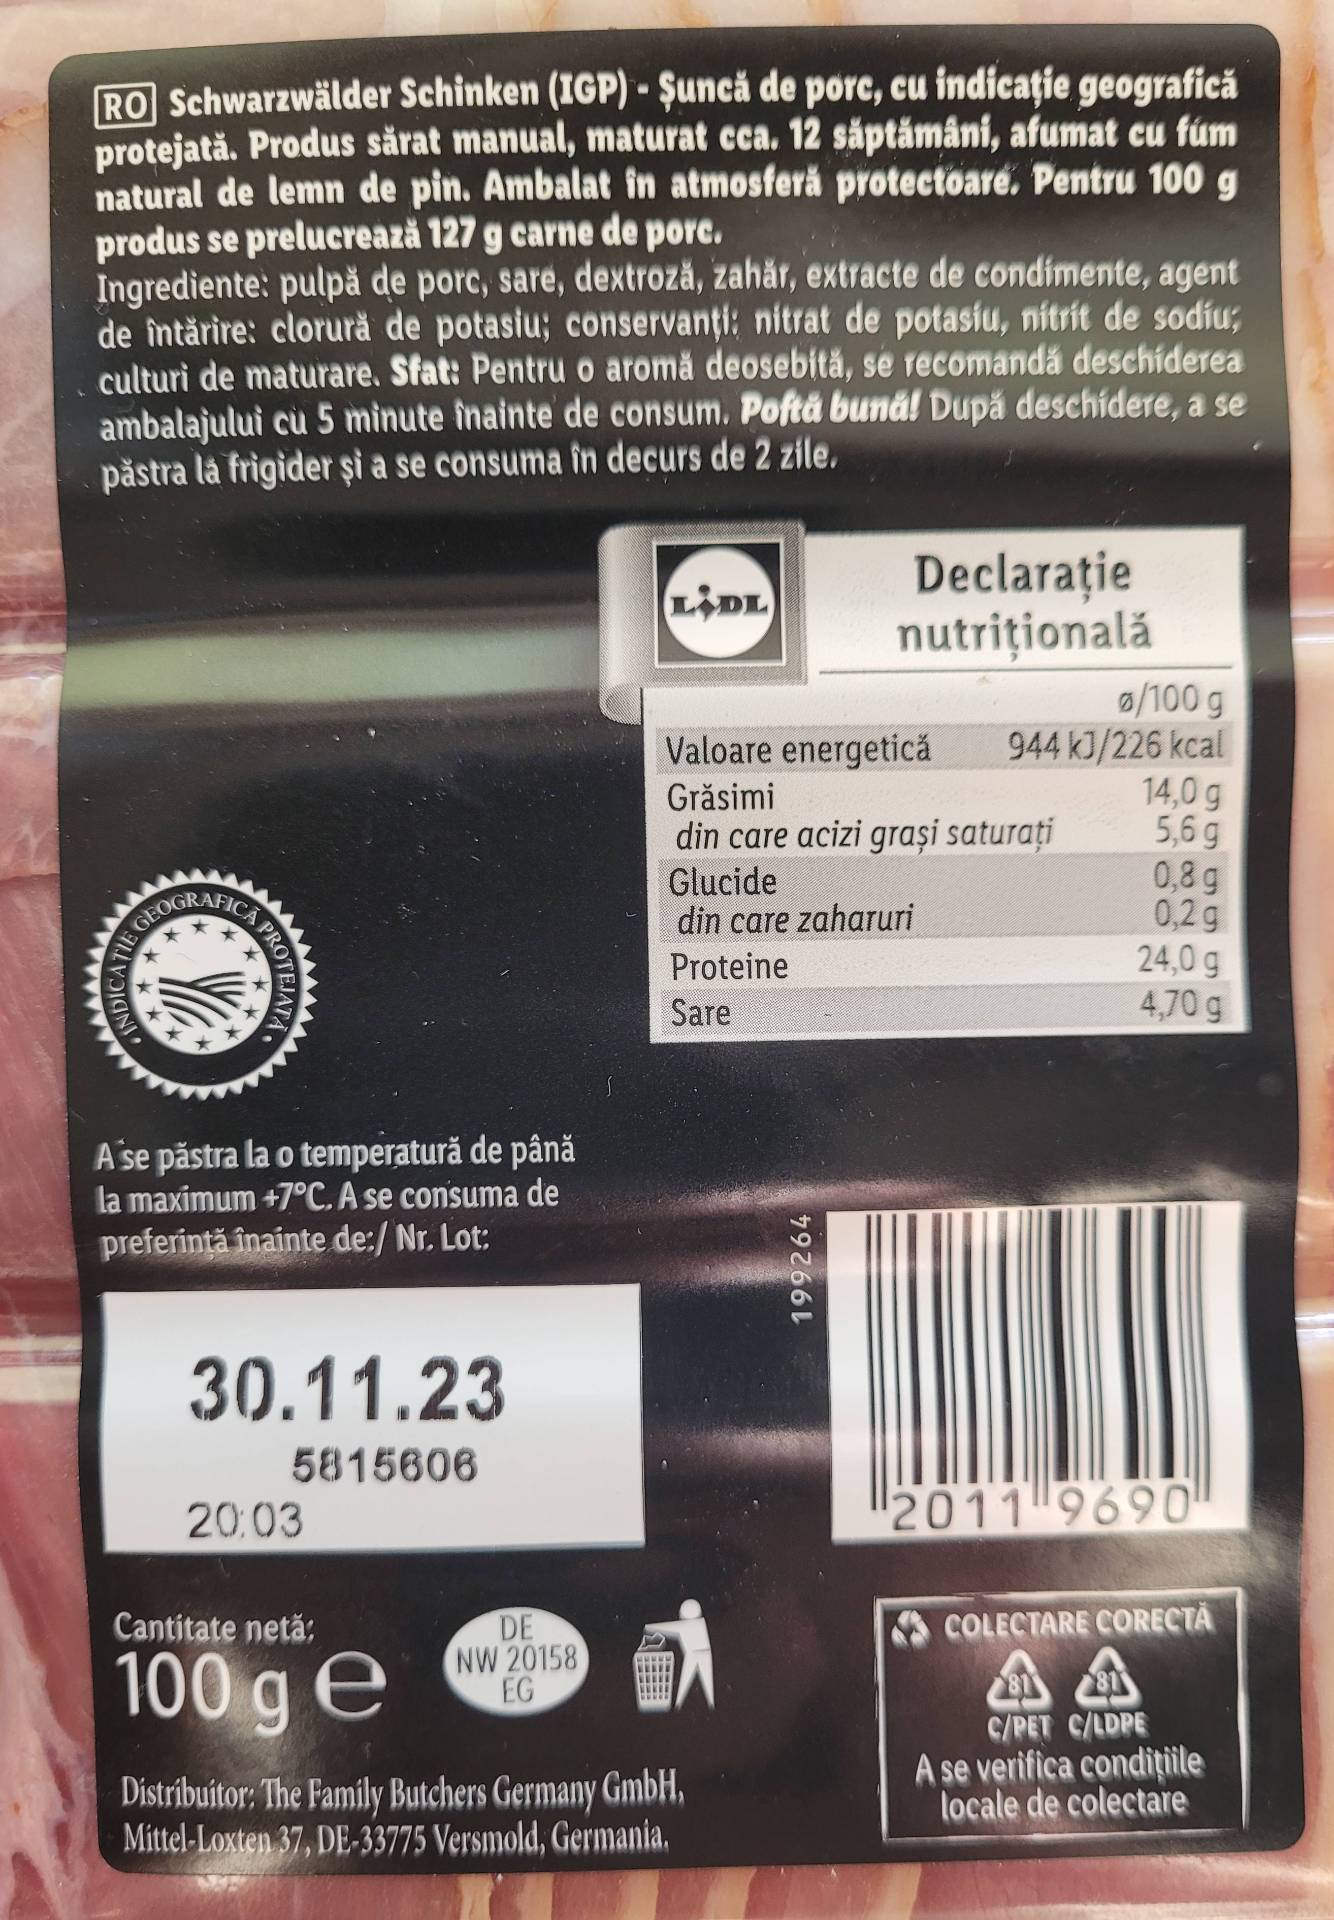 RO Schwarzwälder Schinken (IGP) - Șuncă de porc, cu indicație geografică
protejată. Produs sărat manual, maturat cca. 12 săptămâni, afumat cu fum
natural de lemn de pin. Ambalat în atmosferă protectoare. Pentru 100 g
produs se prelucrează 127 g carne de porc.
Ingrediente: pulpă de porc, sare, dextroză, zahăr, extracte de condimente, agent
de întărire: clorură de potasiu; conservanți: nitrat de potasiu, nitrit de sodiu;
culturi de maturare. Sfat: Pentru o aromă deosebită, se recomandă deschiderea
ambalajului cu 5 minute înainte de consum. Poftă bună! După deschidere, a se
păstra la frigider și a se consuma în decurs de 2 zile.
LIDL
Declarație
nutrițională
ø/100 g
Valoare energetică 944 kJ/226 kcal
Grăsimi 14,0 g
din care acizi grași saturați 5,6 g
Glucide 0,8 g
din care zaharuri 0,2 g
Proteine 24,0 g
Sare 4,70 g
INDICAȚIE GEOGRAFICĂ PROTEJATĂ
A se păstra la o temperatură de până
la maximum +7°C. A se consuma de
preferință înainte de:/ Nr. Lot:
30.11.23
5815606
20:03
199264
2011 9690
Cantitate netă:
100 g e
DE
NW 20158
EG
COLECTARE CORECTĂ
81 81
C/PET C/LDPE
A se verifica condițiile
locale de colectare
Distribuitor: The Family Butchers Germany GmbH,
Mittel-Loxten 37, DE-33775 Versmold, Germania.